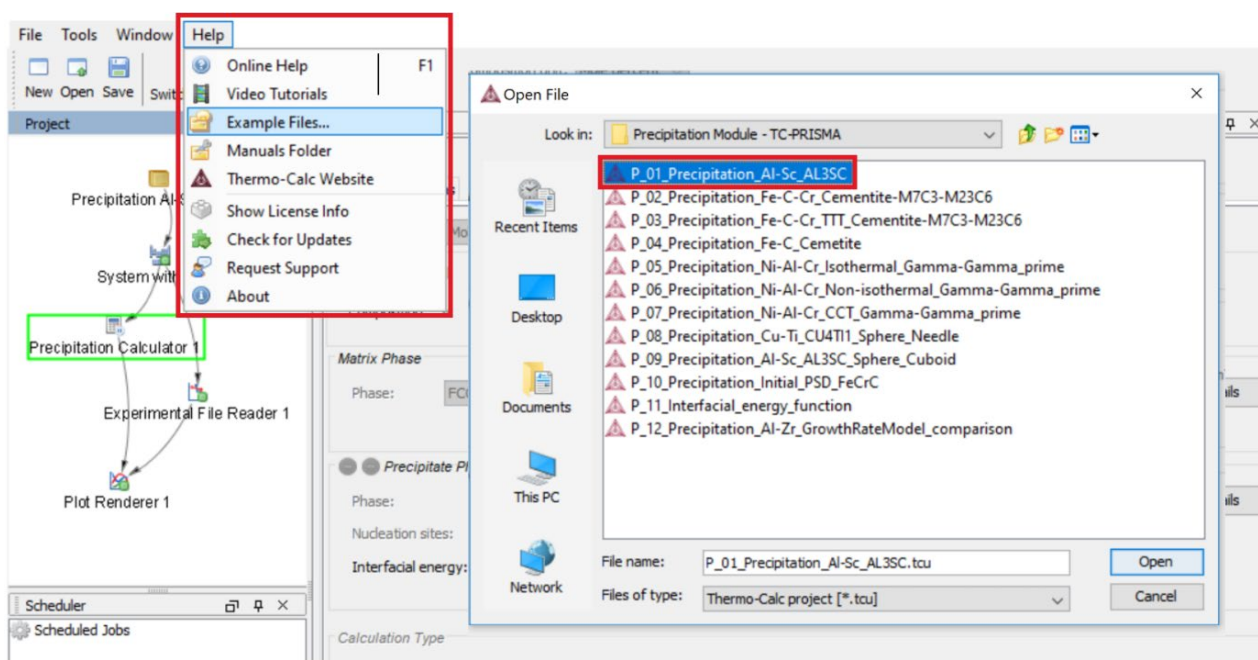 File Tools Window Help
New Open Save
Online Help F1
Video Tutorials
Example Files...
Manuals Folder
Thermo-Calc Website
Show License Info
Check for Updates
Request Support
About
Project
System with
Precipitation Calculator 1
Experimental File Reader 1
Plot Renderer 1
Scheduler
Scheduled Jobs
Matrix Phase
Phase:
Phase:
Nucleation sites:
Interfacial energy:
Calculation Type
Open File
Look in: Precipitation Module - TC-PRISMA
Recent Items
Desktop
Documents
This PC
Network
P_01_Precipitation_Al-Sc_AL3SC
P_02_Precipitation_Fe-C-Cr_Cementite-M7C3-M23C6
P_03_Precipitation_Fe-C-Cr_TTT_Cementite-M7C3-M23C6
P_04_Precipitation_Fe-C_Cemetite
P_05_Precipitation_Ni-Al-Cr_Isothermal_Gamma-Gamma_prime
P_06_Precipitation_Ni-Al-Cr_Non-isothermal_Gamma-Gamma_prime
P_07_Precipitation_Ni-Al-Cr_CCT_Gamma-Gamma_prime
P_08_Precipitation_Cu-Ti_CU4TI1_Sphere_Needle
P_09_Precipitation_Al-Sc_AL3SC_Sphere_Cuboid
P_10_Precipitation_Initial_PSD_FeCrC
P_11_Interfacial_energy_function
P_12_Precipitation_Al-Zr_GrowthRateModel_comparison
File name: P_01_Precipitation_Al-Sc_AL3SC.tcu
Open
Files of type: Thermo-Calc project [*.tcu]
Cancel